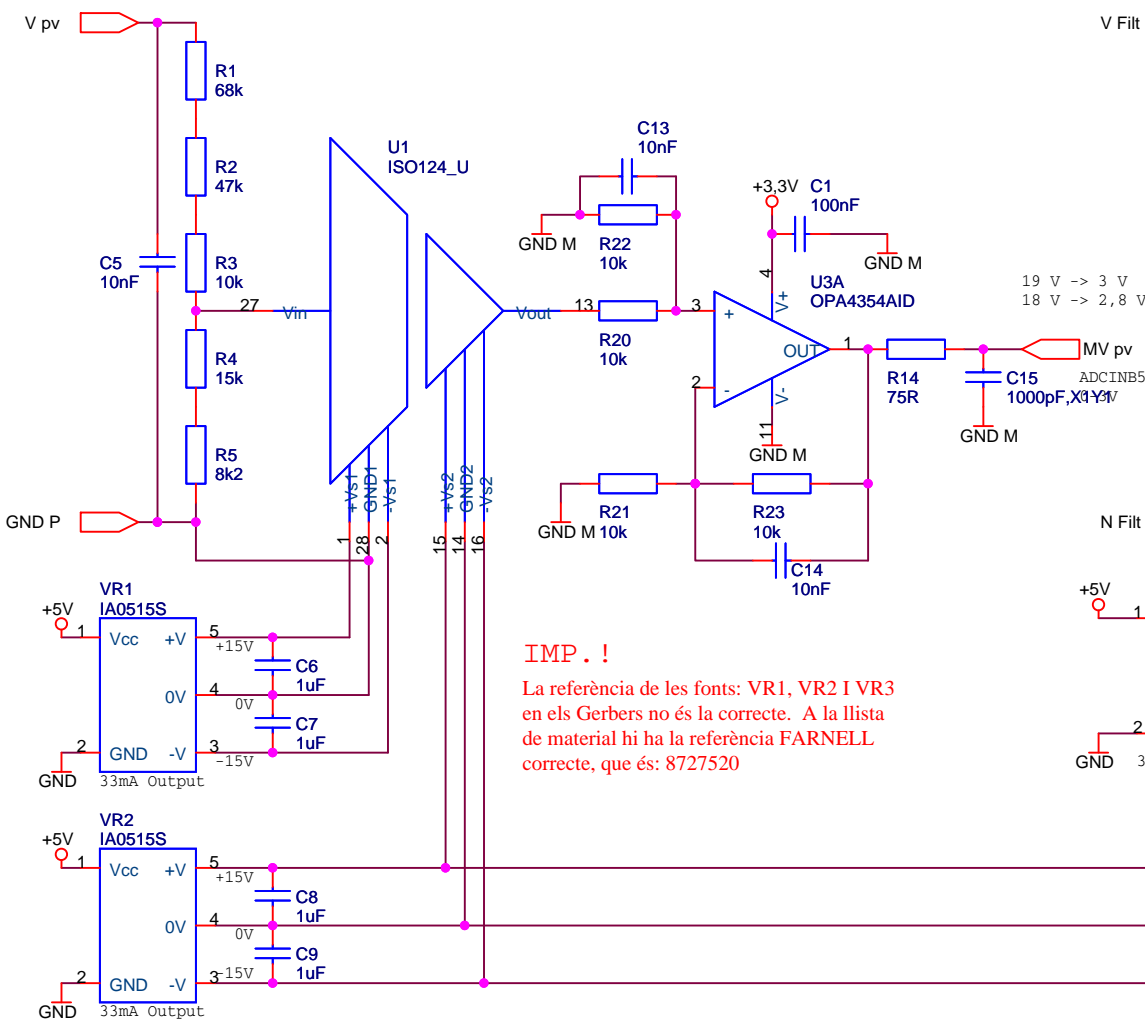 V pv
V Filt
R1
68k
R2
47k
R3
10k
R4
15k
R5
8k2
C5
10nF
GND P
U1
ISO124_U
27
Vin
+Vs1
GND1
-Vs1
1
28
2
+Vs2
GND2
-Vs2
15
14
16
Vout
13
C13
10nF
GND M
R22
10k
R20
10k
+3,3V
C1
100nF
GND M
4
U3A
OPA4354AID
V+
3
+
OUT
1
2
-
V-
11
GND M
19 V -> 3 V
18 V -> 2,8 V
R14
75R
MV pv
C15
1000pF,X1Y1
ADCINB5
0-3V
GND M
GND M
R21
10k
R23
10k
C14
10nF
N Filt
VR1
IA0515S
+5V
1
Vcc
+V
5
+15V
C6
1uF
0V
4
0V
C7
1uF
2
GND
-V
3
-15V
GND
33mA Output
IMP.!
La referència de les fonts: VR1, VR2 I VR3
en els Gerbers no és la correcte. A la llista
de material hi ha la referència FARNELL
correcte, que és: 8727520
+5V
1
2
GND
3
VR2
IA0515S
+5V
1
Vcc
+V
5
+15V
C8
1uF
0V
4
0V
C9
1uF
2
GND
-V
3
-15V
GND
33mA Output